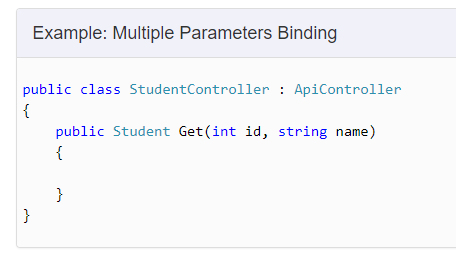 Example: Multiple Parameters Binding
public class StudentController : ApiController
{
    public Student Get(int id, string name)
    {
    }
}